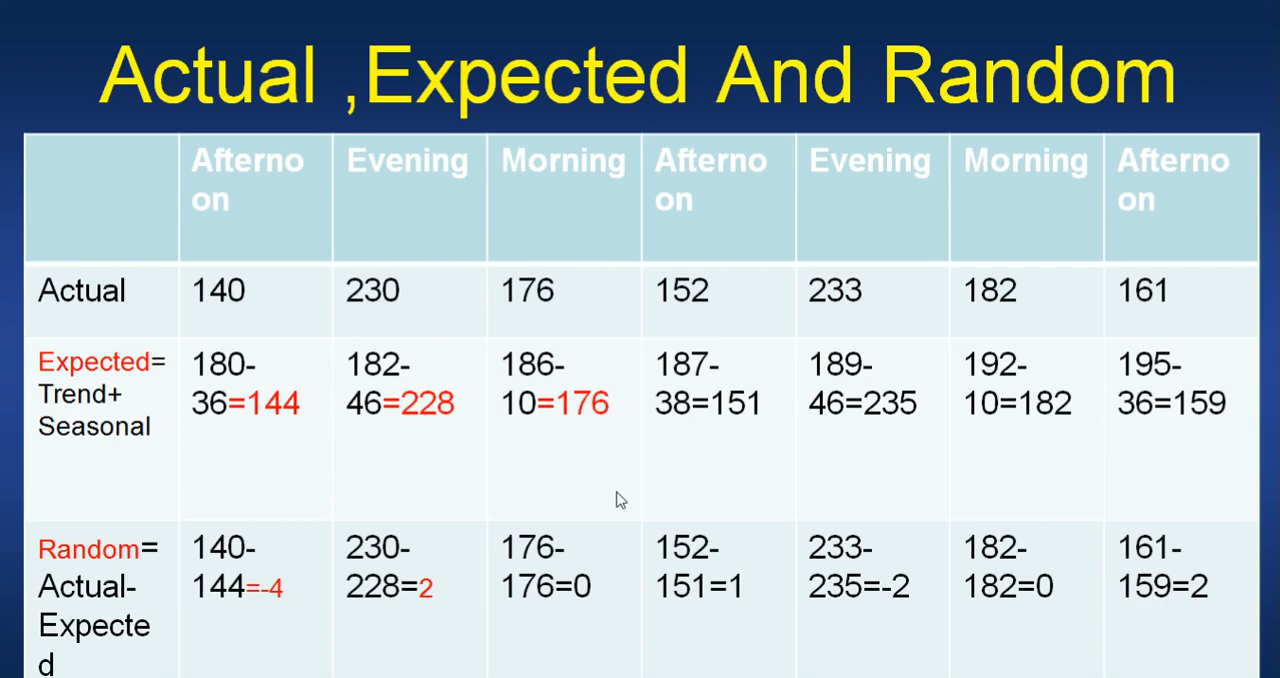 Actual ,Expected And Random
Afterno
on
Evening
Morning
Afterno
on
Evening
Morning
Afterno
on
Actual
140
230
176
152
233
182
161
Expected=
Trend+
Seasonal
180-
36=144
182-
46=228
186-
10=176
187-
38=151
189-
46=235
192-
10=182
195-
36=159
Random=
Actual-
Expecte
d
140-
144=-4
230-
228=2
176-
176=0
152-
151=1
233-
235=-2
182-
182=0
161-
159=2